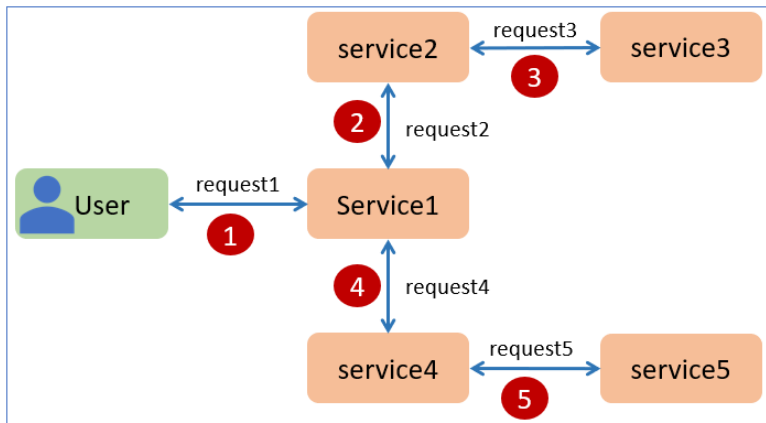 service2
request3
service3
3
2
request2
User
request1
Service1
1
4
request4
service4
request5
service5
5